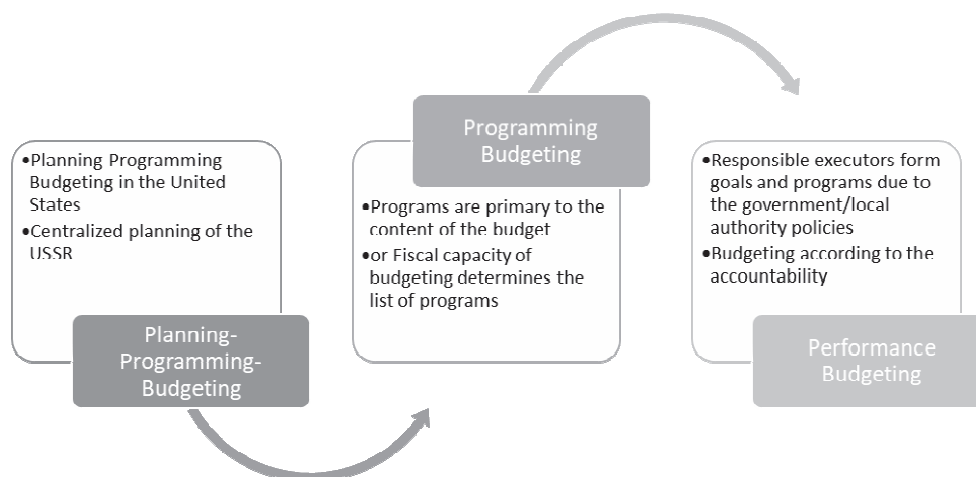 •Planning Programming
Budgeting in the United
States
•Centralized planning of the
USSR
Planning-
Programming-
Budgeting
Programming
Budgeting
•Programs are primary to the
content of the budget
•or Fiscal capacity of
budgeting determines the
list of programs
•Responsible executors form
goals and programs due to
the government/local
authority policies
•Budgeting according to the
accountability
Performance
Budgeting